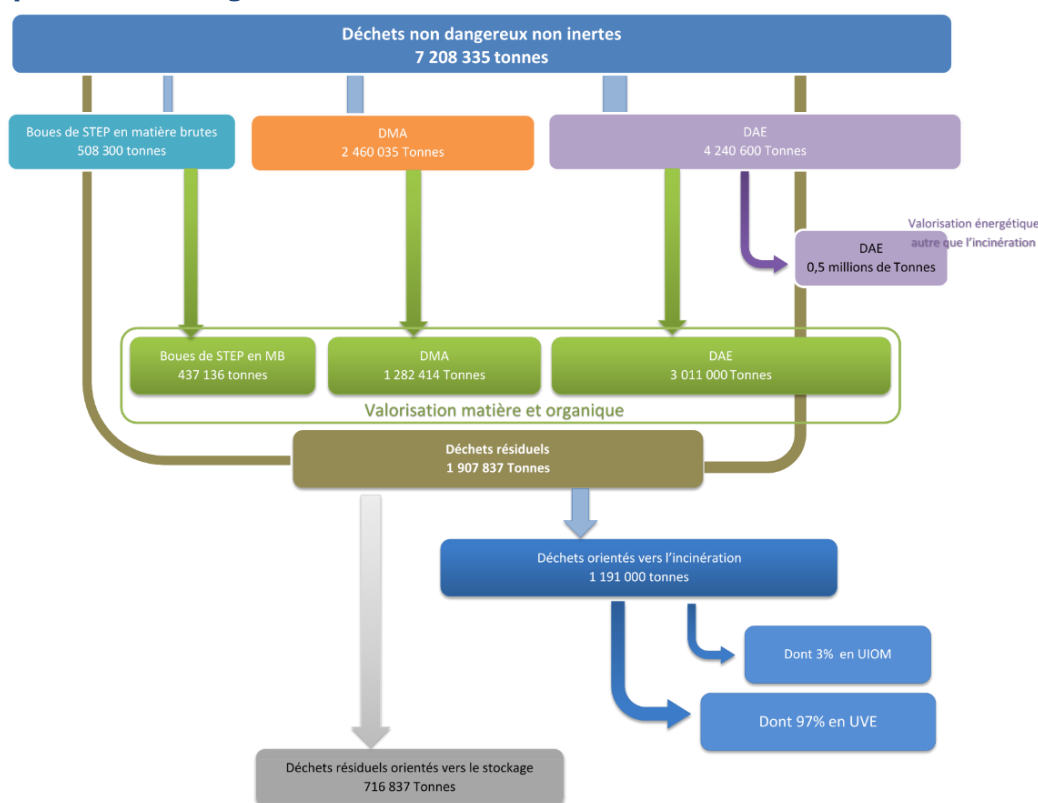 Déchets non dangereux non inertes
7 208 335 tonnes
Boues de STEP en matière brutes
508 300 tonnes
DMA
2 460 035 Tonnes
DAE
4 240 600 Tonnes
Valorisation énergétique
autre que l'incinération
DAE
0,5 millions de Tonnes
Boues de STEP en MB
437 136 tonnes
DMA
1 282 414 Tonnes
DAE
3 011 000 Tonnes
Valorisation matière et organique
Déchets résiduels
1 907 837 Tonnes
Déchets orientés vers l'incinération
1 191 000 tonnes
Dont 3% en UIOM
Dont 97% en UVE
Déchets résiduels orientés vers le stockage
716 837 Tonnes